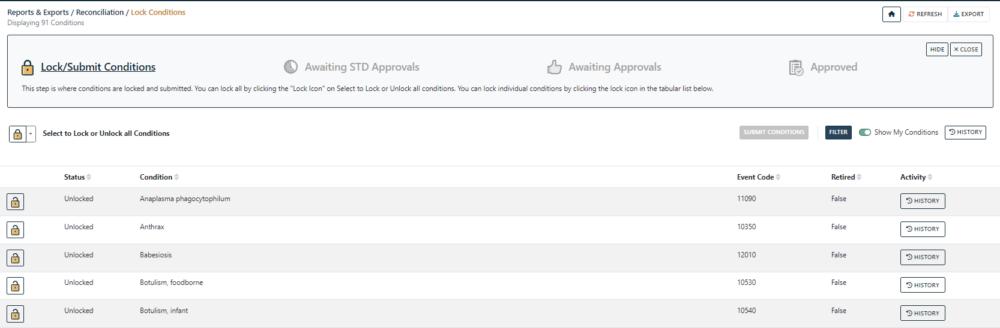 Reports & Exports / Reconciliation / Lock Conditions
Displaying 91 Conditions
REFRESH EXPORT
HIDE × CLOSE
Lock/Submit Conditions Awaiting STD Approvals Awaiting Approvals Approved
This step is where conditions are locked and submitted. You can lock all by clicking the "Lock Icon" on Select to Lock or Unlock all conditions. You can lock individual conditions by clicking the lock icon in the tabular list below.
Select to Lock or Unlock all Conditions SUBMIT CONDITIONS FILTER Show My Conditions HISTORY
Status Condition Event Code Retired Activity
Unlocked Anaplasma phagocytophilum 11090 False HISTORY
Unlocked Anthrax 10350 False HISTORY
Unlocked Babesiosis 12010 False HISTORY
Unlocked Botulism, foodborne 10530 False HISTORY
Unlocked Botulism, infant 10540 False HISTORY